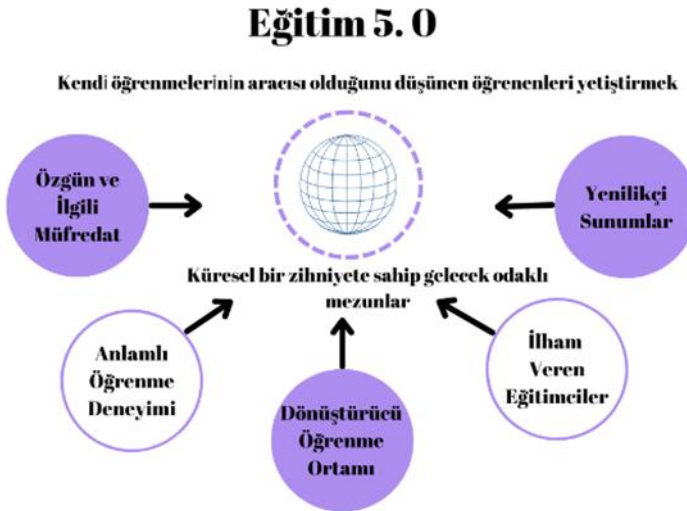 Eğitim 5. 0
Kendi öğrenmelerinin aracısı olduğunu düşünen öğrenenleri yetiştirmek
Özgün ve
İlgili
Müfredat
Yenilikçi
Sunumlar
Küresel bir zihniyete sahip gelecek odaklı
mezunlar
Anlamlı
Öğrenme
Deneyimi
Dönüştürücü
Öğrenme
Ortamı
İlham
Veren
Eğitimciler